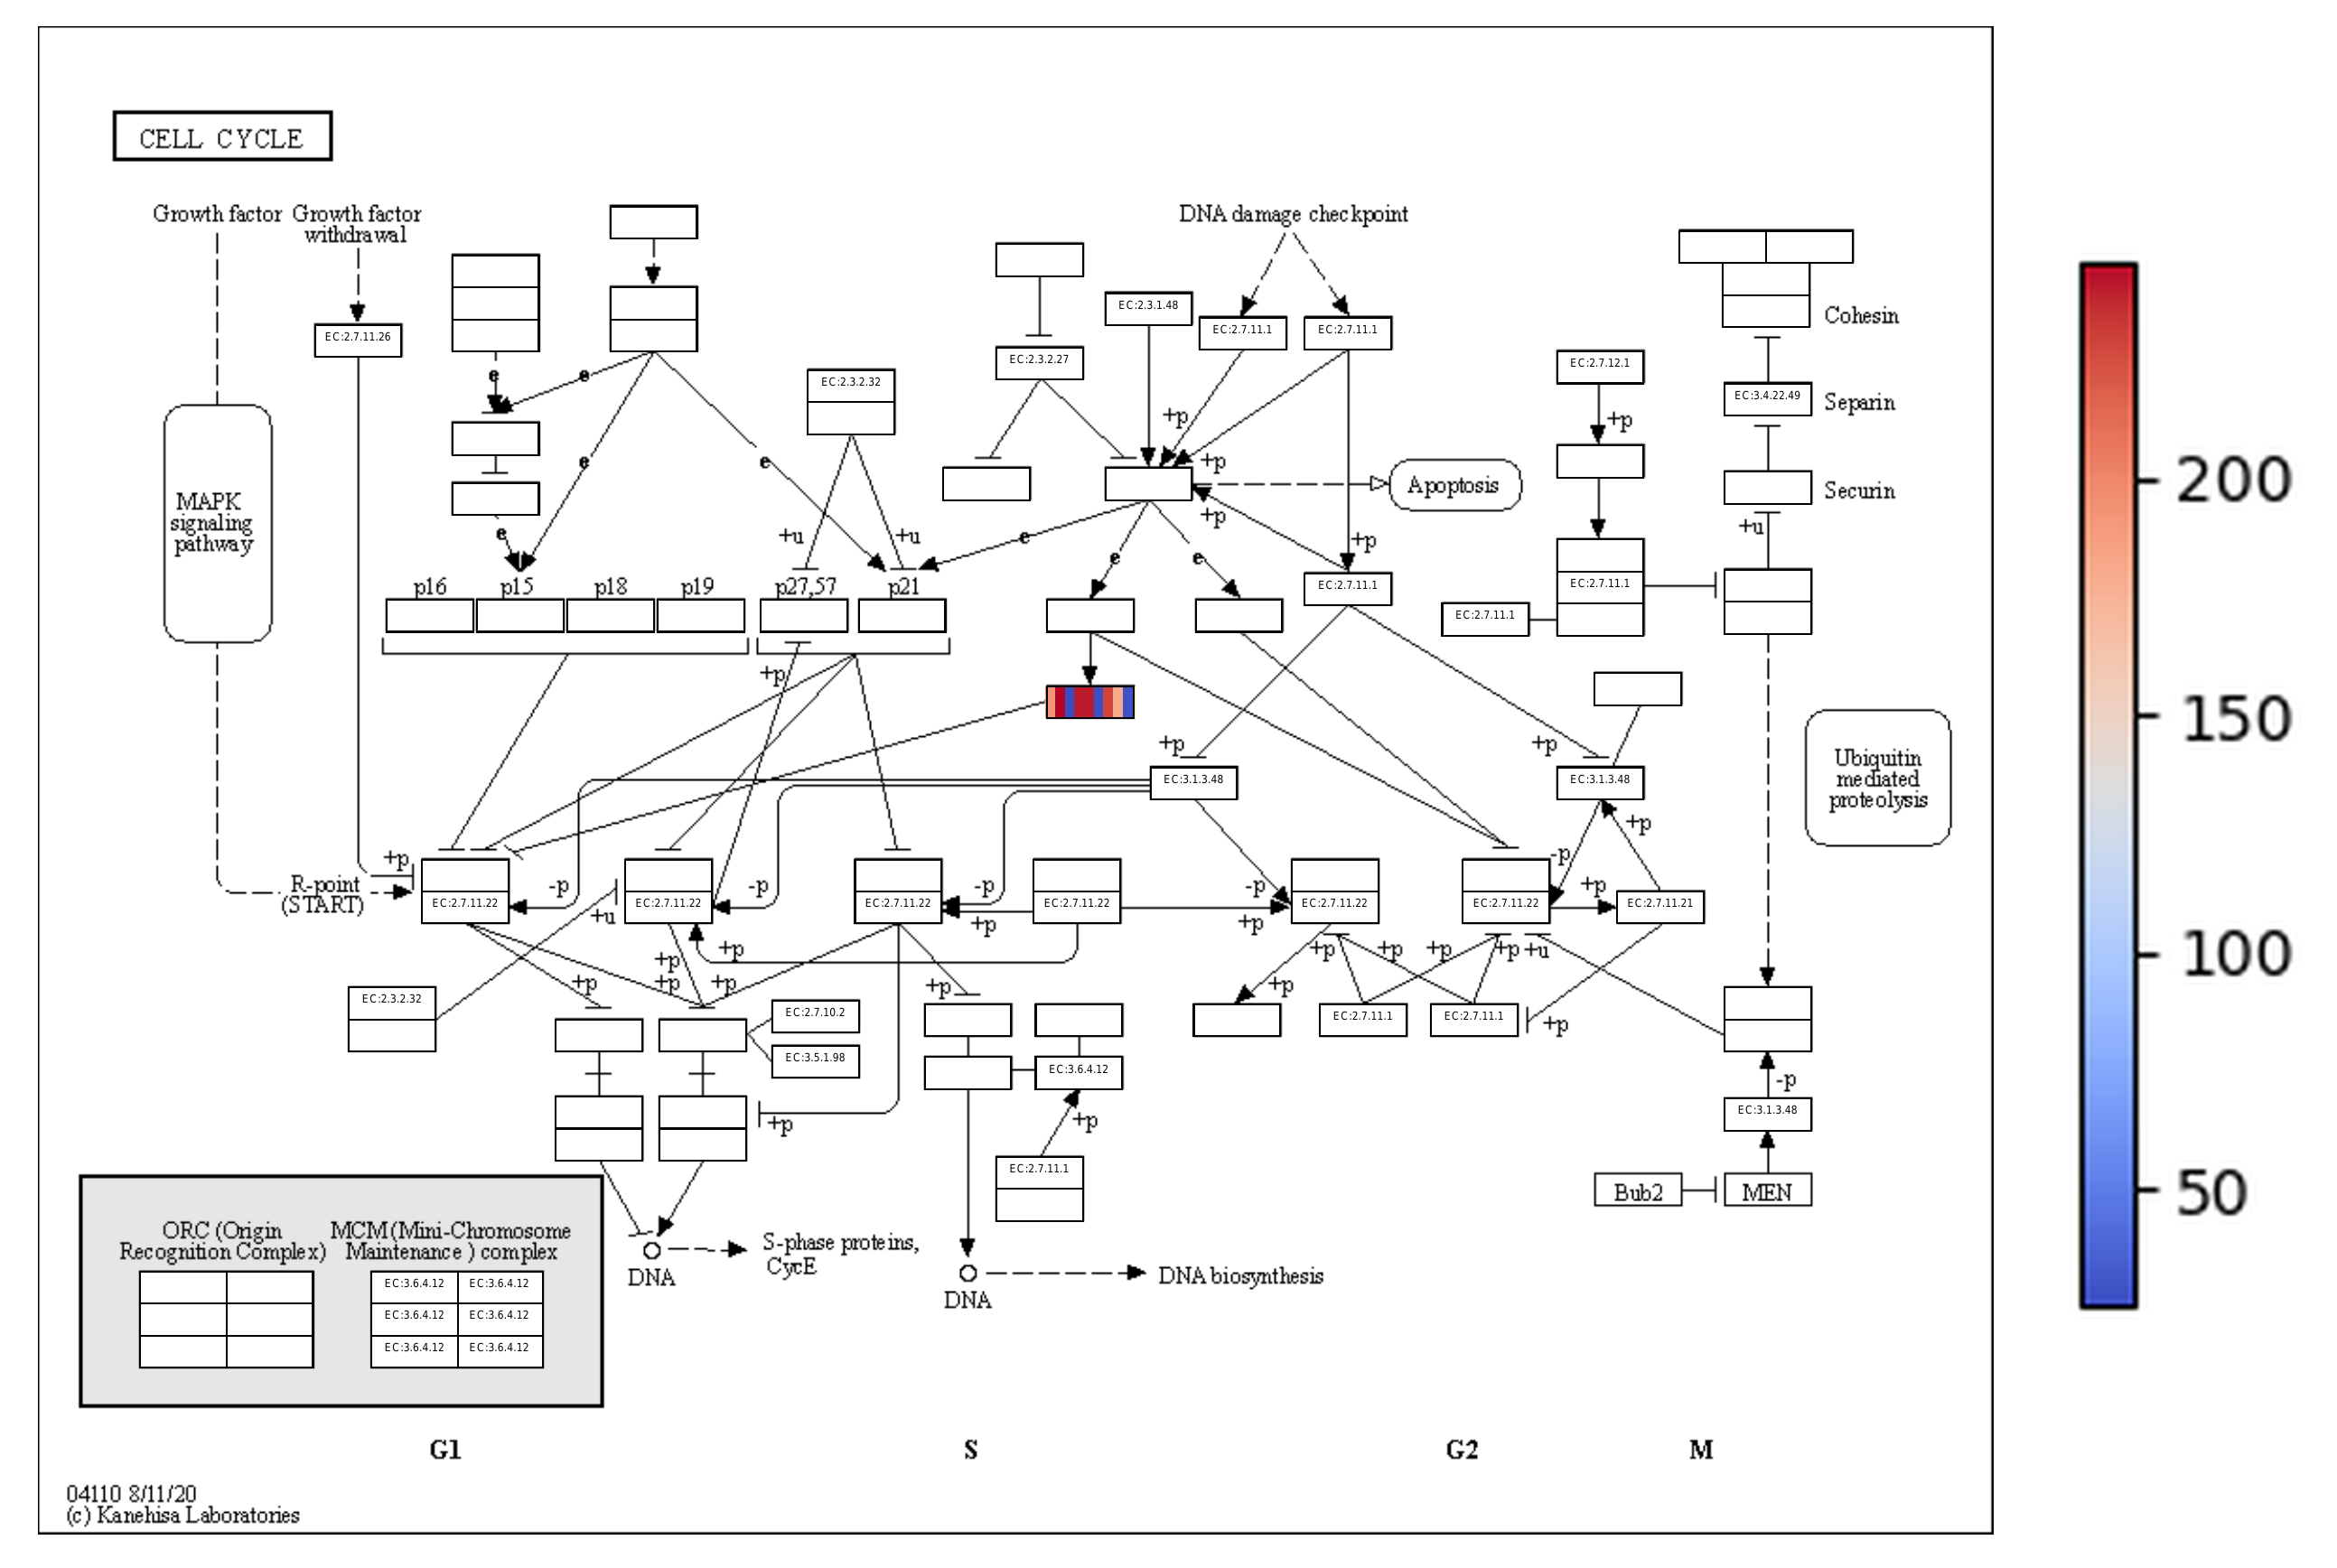 CELL CYCLE
Growth factor
Growth factor
withdrawal
DNA damage checkpoint
EC:2.3.1.48
EC:2.7.11.1
EC:2.7.11.1
Cohesin
EC:2.7.11.26
EC:2.3.2.27
EC:2.7.12.1
e
e
EC:2.3.2.32
EC:3.4.22.49
Separin
+p
+p
e
e
+p
MAPK
signaling
pathway
Apoptosis
Securin
+p
+u
e
+u
+u
e
+p
e
e
p16
p15
p18
p19
p27,57
p21
EC:2.7.11.1
EC:2.7.11.1
EC:2.7.11.1
+p
+p
+p
EC:3.1.3.48
EC:3.1.3.48
Ubiquitin
mediated
proteolysis
+p
+p
-p
R-point
(START)
-p
-p
-p
-p
+p
EC:2.7.11.22
EC:2.7.11.22
EC:2.7.11.22
EC:2.7.11.22
EC:2.7.11.22
EC:2.7.11.22
EC:2.7.11.21
+u
+p
+p
+p
+p
+p
+p
+p
+p
+u
+p
+p
+p
+p
+p
EC:2.3.2.32
EC:2.7.10.2
EC:2.7.11.1
EC:2.7.11.1
+p
EC:3.5.1.98
EC:3.6.4.12
-p
+p
+p
EC:3.1.3.48
EC:2.7.11.1
Bub2
MEN
ORC (Origin
Recognition Complex)
MCM (Mini-Chromosome
Maintenance ) complex
S-phase proteins,
CycE
DNA
DNA biosynthesis
DNA
EC:3.6.4.12
EC:3.6.4.12
EC:3.6.4.12
EC:3.6.4.12
EC:3.6.4.12
EC:3.6.4.12
G1
S
G2
M
04110 8/11/20
(c) Kanehisa Laboratories
200
150
100
50